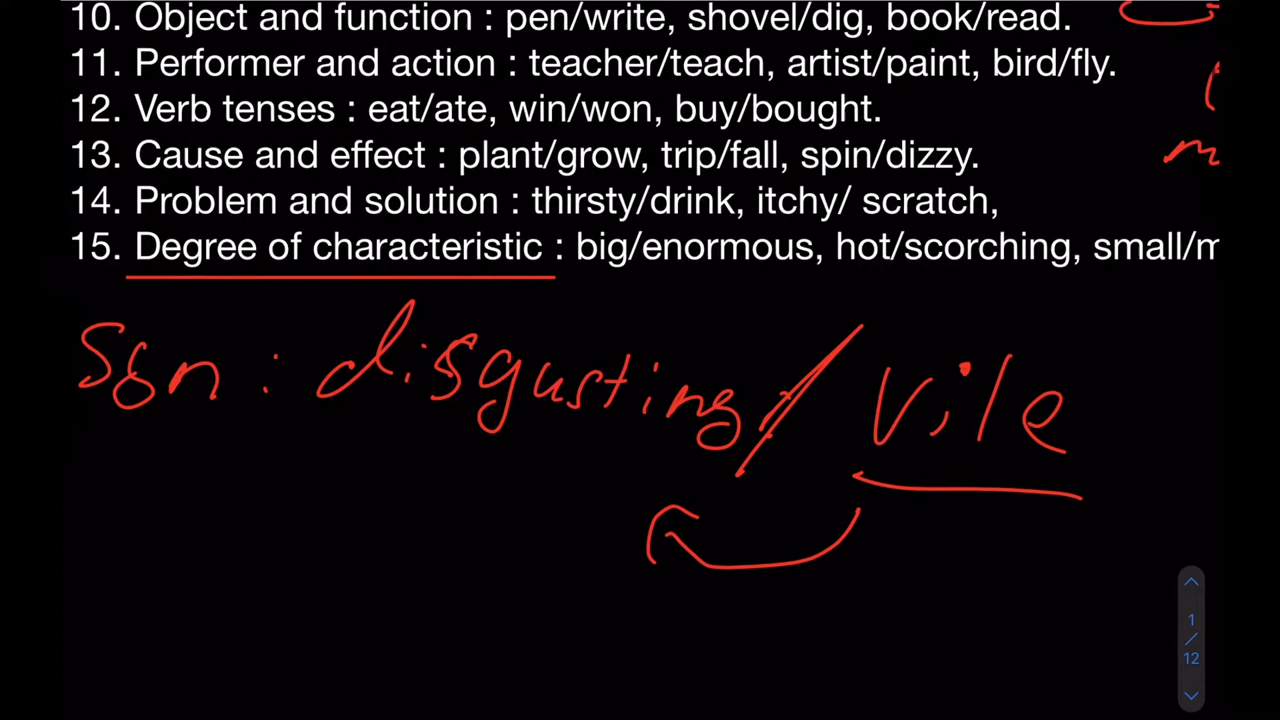 10. Object and function : pen/write, shovel/dig, book/read.
11. Performer and action : teacher/teach, artist/paint, bird/fly.
12. Verb tenses : eat/ate, win/won, buy/bought.
13. Cause and effect : plant/grow, trip/fall, spin/dizzy.
14. Problem and solution : thirsty/drink, itchy/ scratch,
15. Degree of characteristic : big/enormous, hot/scorching, small/m
: disgusting / Vile
1
/
12